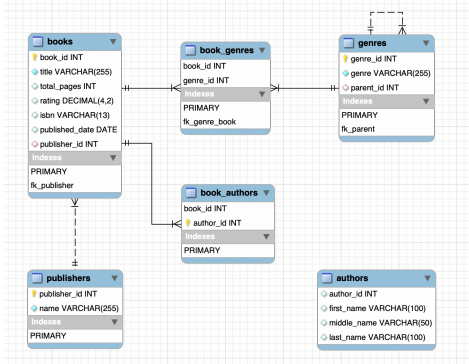 books
book_id INT
title VARCHAR(255)
total_pages INT
rating DECIMAL(4,2)
isbn VARCHAR(13)
published_date DATE
publisher_id INT
Indexes
PRIMARY
fk_publisher
book_genres
book_id INT
genre_id INT
Indexes
PRIMARY
fk_genre_book
genres
genre_id INT
genre VARCHAR(255)
parent_id INT
Indexes
PRIMARY
fk_parent
book_authors
book_id INT
author_id INT
Indexes
PRIMARY
publishers
publisher_id INT
name VARCHAR(255)
Indexes
PRIMARY
authors
author_id INT
first_name VARCHAR(100)
middle_name VARCHAR(50)
last_name VARCHAR(100)